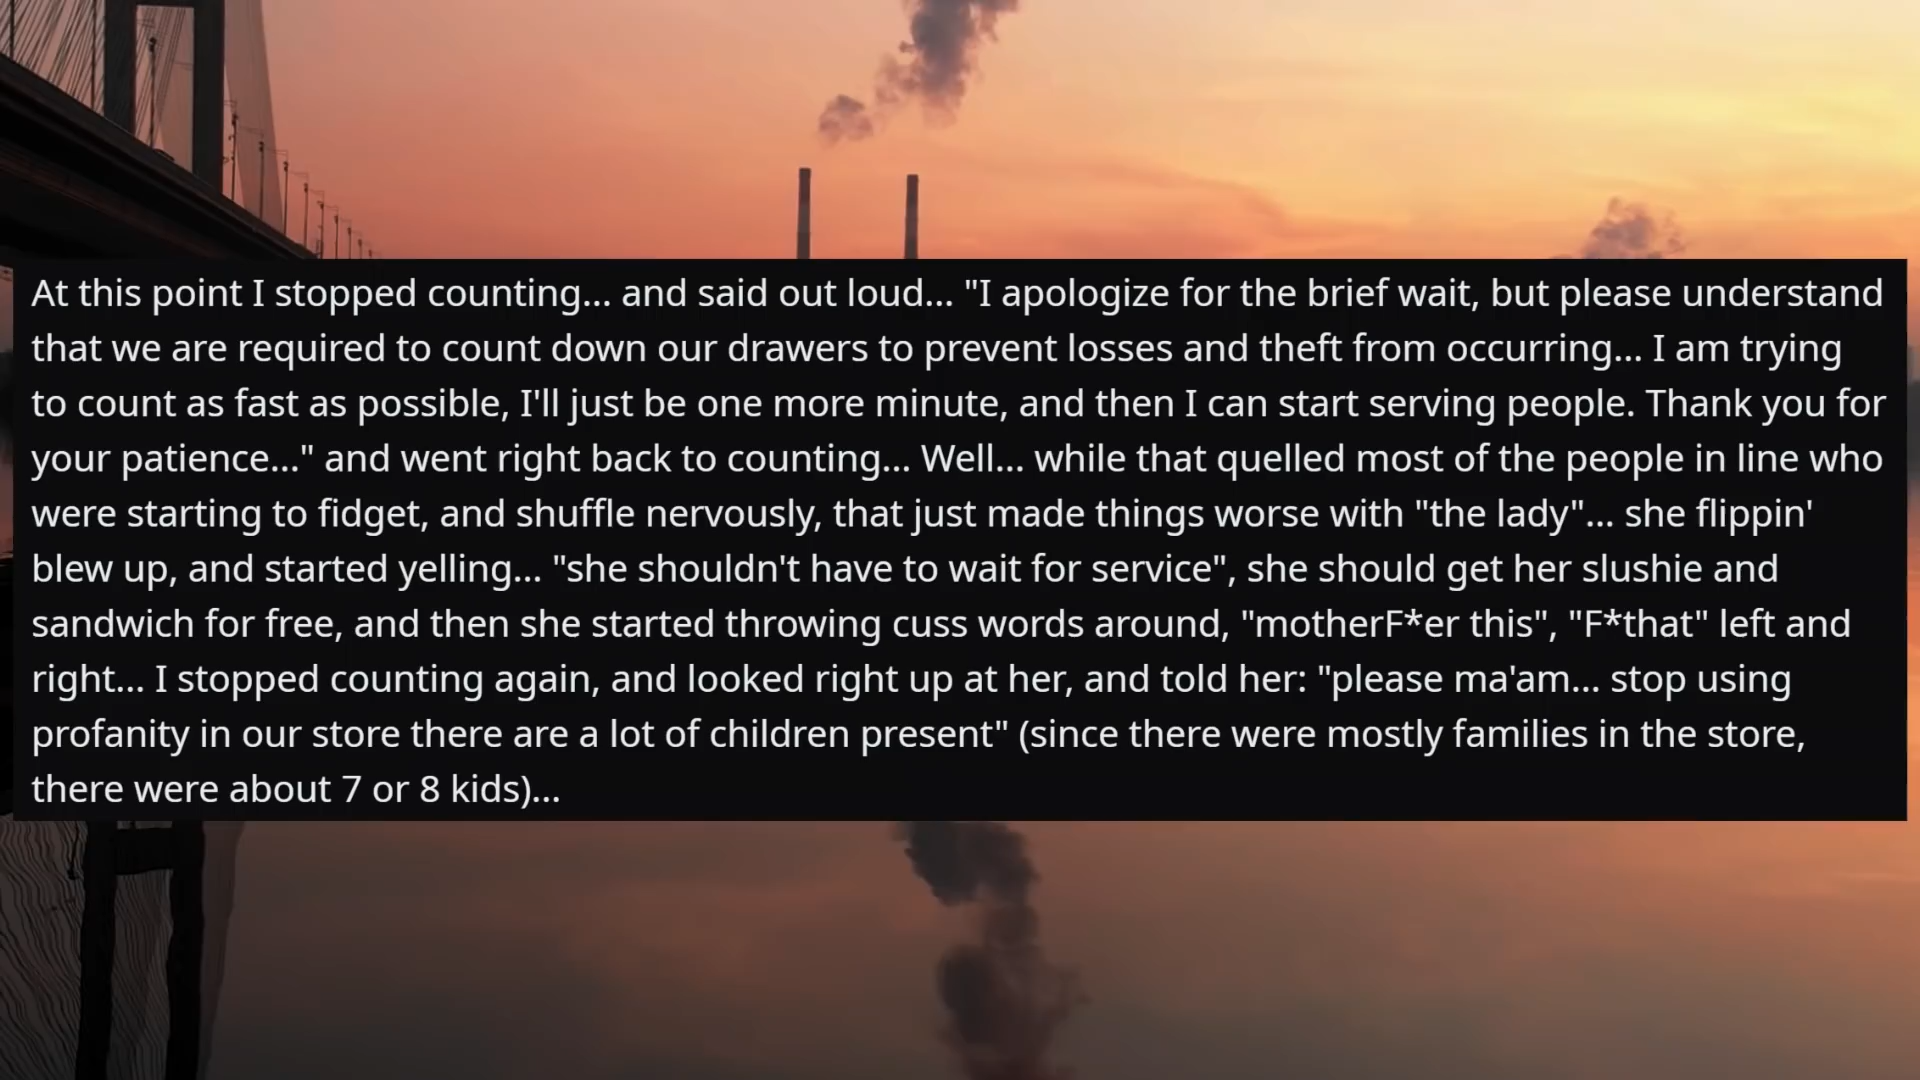 At this point I stopped counting... and said out loud... "I apologize for the brief wait, but please understand
that we are required to count down our drawers to prevent losses and theft from occurring... I am trying
to count as fast as possible, I'll just be one more minute, and then I can start serving people. Thank you for
your patience..." and went right back to counting... Well... while that quelled most of the people in line who
were starting to fidget, and shuffle nervously, that just made things worse with "the lady"... she flippin'
blew up, and started yelling... "she shouldn't have to wait for service", she should get her slushie and
sandwich for free, and then she started throwing cuss words around, "motherF*er this", "F*that" left and
right... I stopped counting again, and looked right up at her, and told her: "please ma'am... stop using
profanity in our store there are a lot of children present" (since there were mostly families in the store,
there were about 7 or 8 kids)...